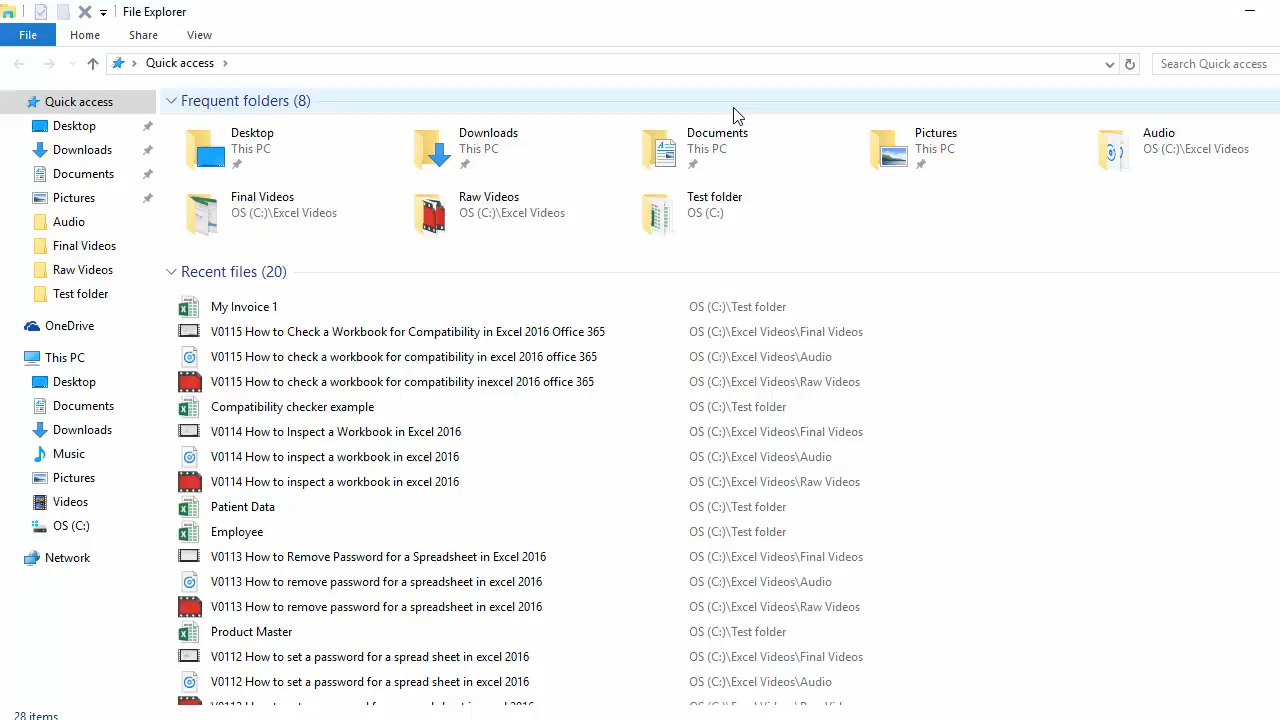 File Explorer
File Home Share View
Quick access Search Quick access
Quick access
Desktop
Downloads
Documents
Pictures
Audio
Final Videos
Raw Videos
Test folder
OneDrive
This PC
Desktop
Documents
Downloads
Music
Pictures
Videos
OS (C:)
Network
Frequent folders (8)
Desktop
This PC
Downloads
This PC
Documents
This PC
Pictures
This PC
Audio
OS (C:)\Excel Videos
Final Videos
OS (C:)\Excel Videos
Raw Videos
OS (C:)\Excel Videos
Test folder
OS (C:)
Recent files (20)
My Invoice 1 OS (C:)\Test folder
V0115 How to Check a Workbook for Compatibility in Excel 2016 Office 365 OS (C:)\Excel Videos\Final Videos
V0115 How to check a workbook for compatibility in excel 2016 office 365 OS (C:)\Excel Videos\Audio
V0115 How to check a workbook for compatibility inexcel 2016 office 365 OS (C:)\Excel Videos\Raw Videos
Compatibility checker example OS (C:)\Test folder
V0114 How to Inspect a Workbook in Excel 2016 OS (C:)\Excel Videos\Final Videos
V0114 How to inspect a workbook in excel 2016 OS (C:)\Excel Videos\Audio
V0114 How to inspect a workbook in excel 2016 OS (C:)\Excel Videos\Raw Videos
Patient Data OS (C:)\Test folder
Employee OS (C:)\Test folder
V0113 How to Remove Password for a Spreadsheet in Excel 2016 OS (C:)\Excel Videos\Final Videos
V0113 How to remove password for a spreadsheet in excel 2016 OS (C:)\Excel Videos\Audio
V0113 How to remove password for a spreadsheet in excel 2016 OS (C:)\Excel Videos\Raw Videos
Product Master OS (C:)\Test folder
V0112 How to set a password for a spread sheet in excel 2016 OS (C:)\Excel Videos\Final Videos
V0112 How to set a password for a spread sheet in excel 2016 OS (C:)\Excel Videos\Audio
28 items